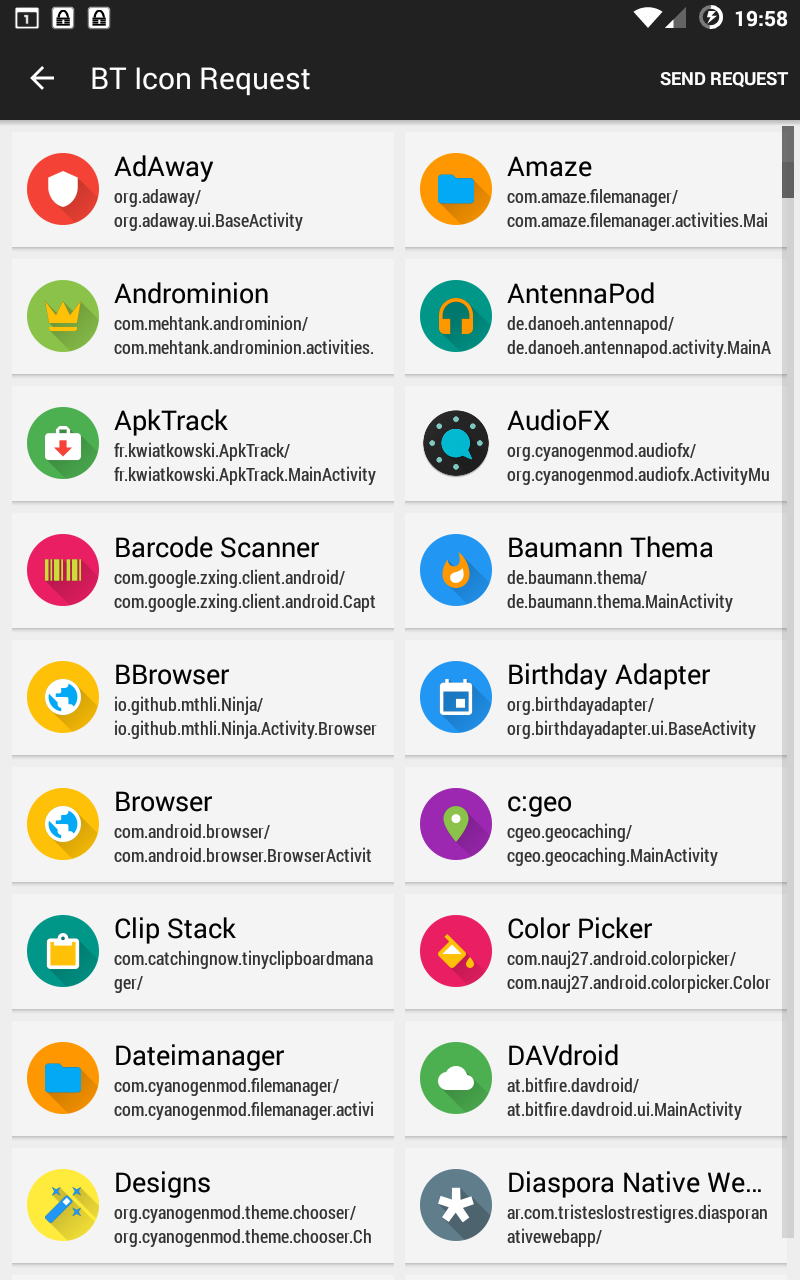 1
19:58
BT Icon Request
SEND REQUEST
AdAway
org.adaway/
org.adaway.ui.BaseActivity
Amaze
com.amaze.filemanager/
com.amaze.filemanager.activities.Mai
Androminion
com.mehtank.androminion/
com.mehtank.androminion.activities.
AntennaPod
de.danoeh.antennapod/
de.danoeh.antennapod.activity.MainA
ApkTrack
fr.kwiatkowski.ApkTrack/
fr.kwiatkowski.ApkTrack.MainActivity
AudioFX
org.cyanogenmod.audiofx/
org.cyanogenmod.audiofx.ActivityMu
Barcode Scanner
com.google.zxing.client.android/
com.google.zxing.client.android.Capt
Baumann Thema
de.baumann.thema/
de.baumann.thema.MainActivity
BBrowser
io.github.mthli.Ninja/
io.github.mthli.Ninja.Activity.Browser
Birthday Adapter
org.birthdayadapter/
org.birthdayadapter.ui.BaseActivity
Browser
com.android.browser/
com.android.browser.BrowserActivit
c:geo
cgeo.geocaching/
cgeo.geocaching.MainActivity
Clip Stack
com.catchingnow.tinyclipboardmana
ger/
Color Picker
com.nauj27.android.colorpicker/
com.nauj27.android.colorpicker.Color
Dateimanager
com.cyanogenmod.filemanager/
com.cyanogenmod.filemanager.activi
DAVdroid
at.bitfire.davdroid/
at.bitfire.davdroid.ui.MainActivity
Designs
org.cyanogenmod.theme.chooser/
org.cyanogenmod.theme.chooser.Ch
Diaspora Native We…
ar.com.tristeslostrestigres.diasporan
ativewebapp/